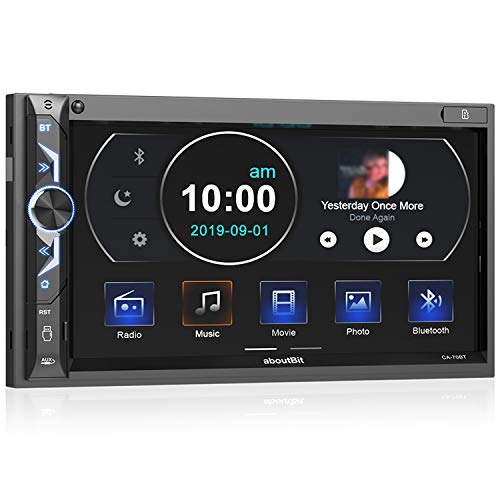 BT
RST
AUX
am
10:00
2019-09-01
Yesterday Once More
Done Again
Radio
Music
Movie
Photo
Bluetooth
aboutBit
CA-70BT